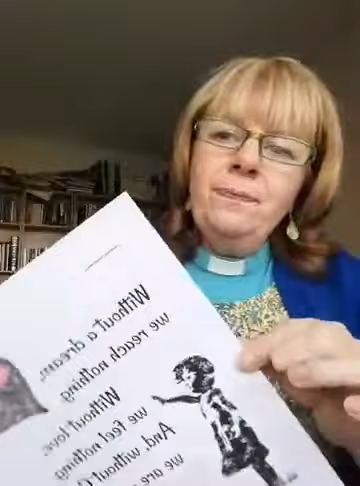 Without a dream,
we reach nothing
Without love,
we feel nothing
And, without
we are